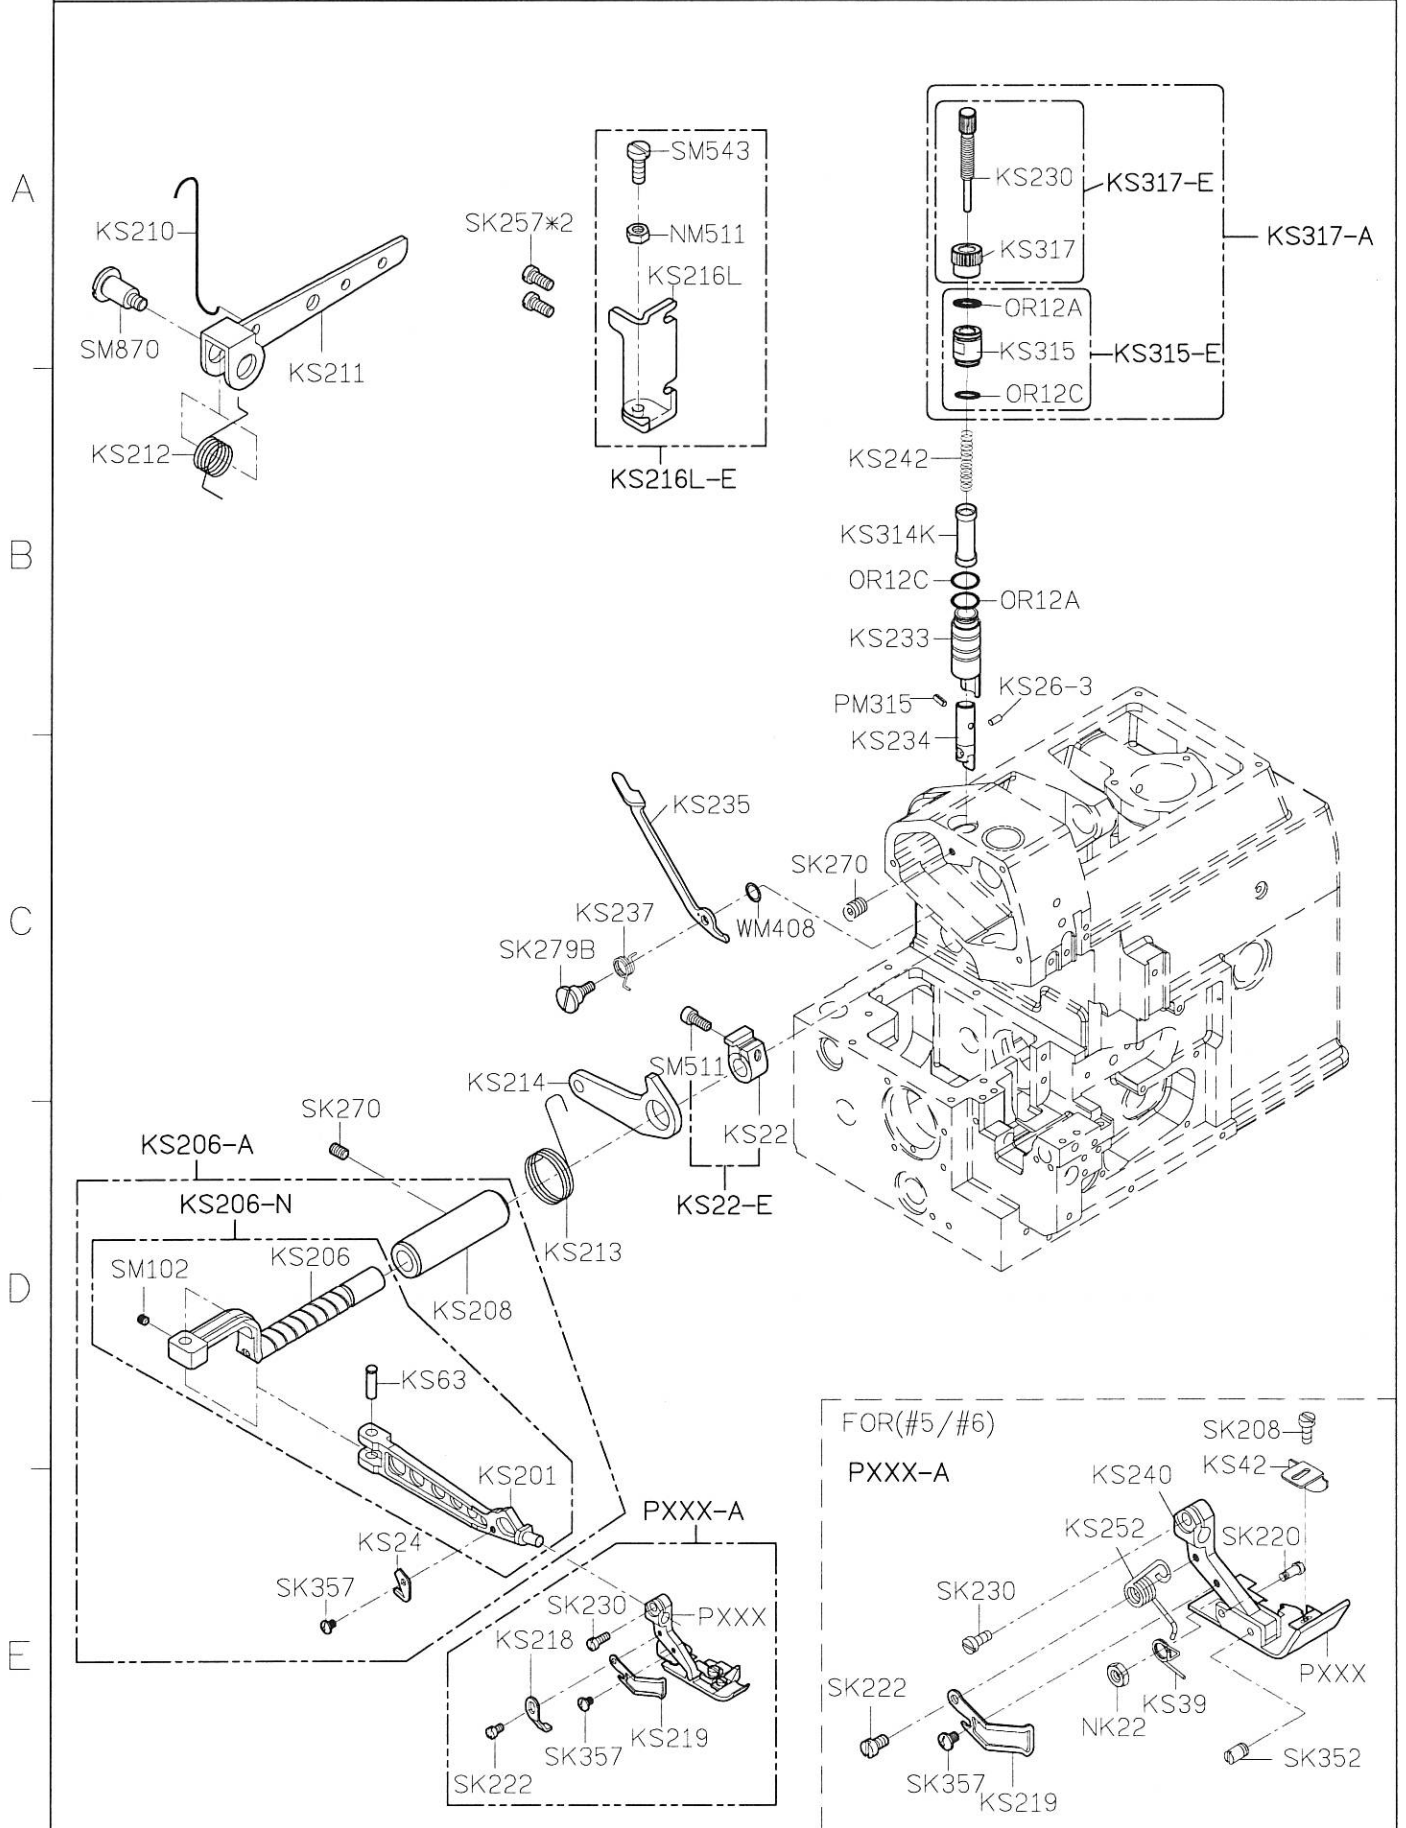 A
B
C
D
E
KS210
SM870
KS211
KS212
SK257*2
SM543
NM511
KS216L
KS216L-E
KS230
KS317-E
KS317
KS317-A
OR12A
KS315
KS315-E
OR12C
KS242
KS314K
OR12C
OR12A
KS233
PM315
KS26-3
KS234
KS235
SK270
KS237
WM408
SK279B
SM511
KS214
KS22
KS22-E
SK270
KS206-A
KS206-N
KS213
KS206
SM102
KS208
KS63
KS201
KS24
SK357
PXXX-A
SK230
PXXX
KS218
KS219
SK357
SK222
FOR(#5/#6)
PXXX-A
SK208
KS42
KS240
KS252
SK220
SK230
PXXX
SK222
KS39
NK22
SK352
SK357
KS219